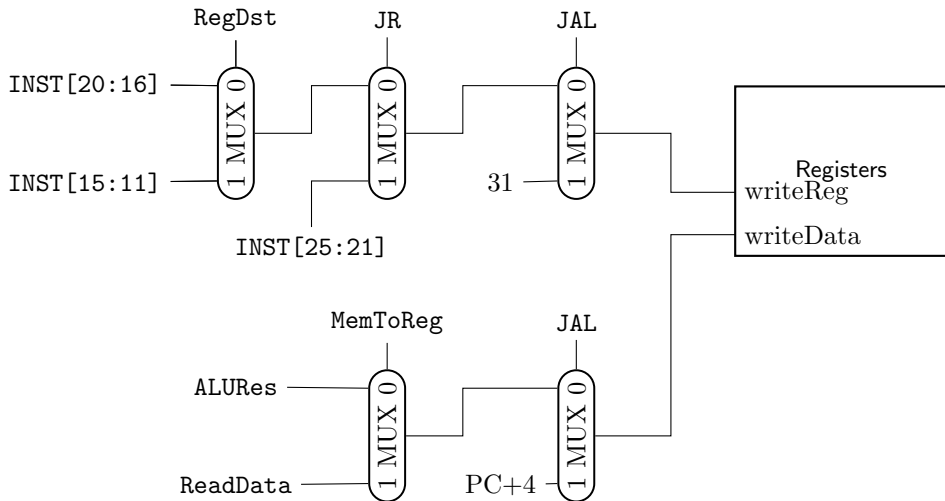 RegDst
JR
JAL
INST[20:16]
1 MUX 0
1 MUX 0
1 MUX 0
INST[15:11]
31
INST[25:21]
Registers
writeReg
writeData
MemToReg
JAL
ALURes
1 MUX 0
1 MUX 0
ReadData
PC+4